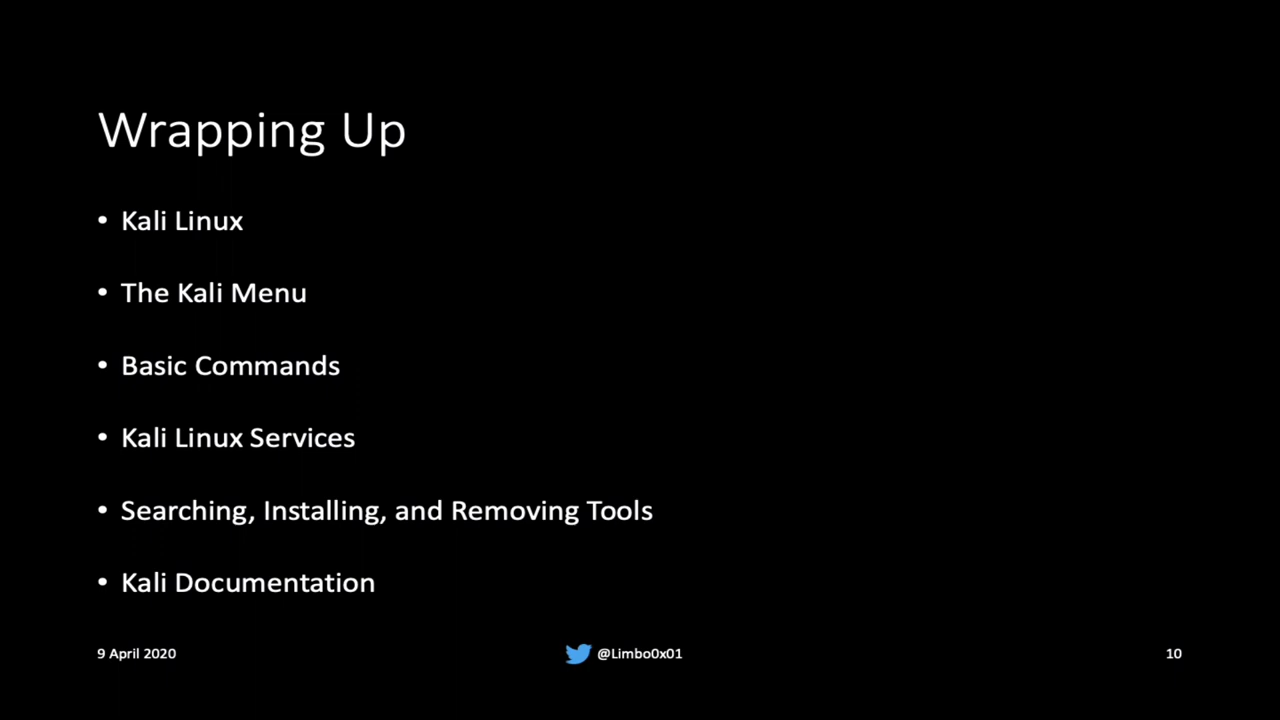 Wrapping Up
• Kali Linux
• The Kali Menu
• Basic Commands
• Kali Linux Services
• Searching, Installing, and Removing Tools
• Kali Documentation
9 April 2020
@Limbo0x01
10